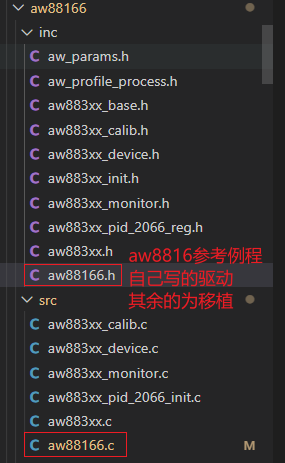 aw88166
inc
C aw_params.h
C aw_profile_process.h
C aw883xx_base.h
C aw883xx_calib.h
C aw883xx_device.h
C aw883xx_init.h
C aw883xx_monitor.h
C aw883xx_pid_2066_reg.h
C aw883xx.h
C aw88166.h
aw8816参考例程
自己写的驱动
其余的为移植
src
C aw883xx_calib.c
C aw883xx_device.c
C aw883xx_monitor.c
C aw883xx_pid_2066_init.c
C aw883xx.c
C aw88166.c M